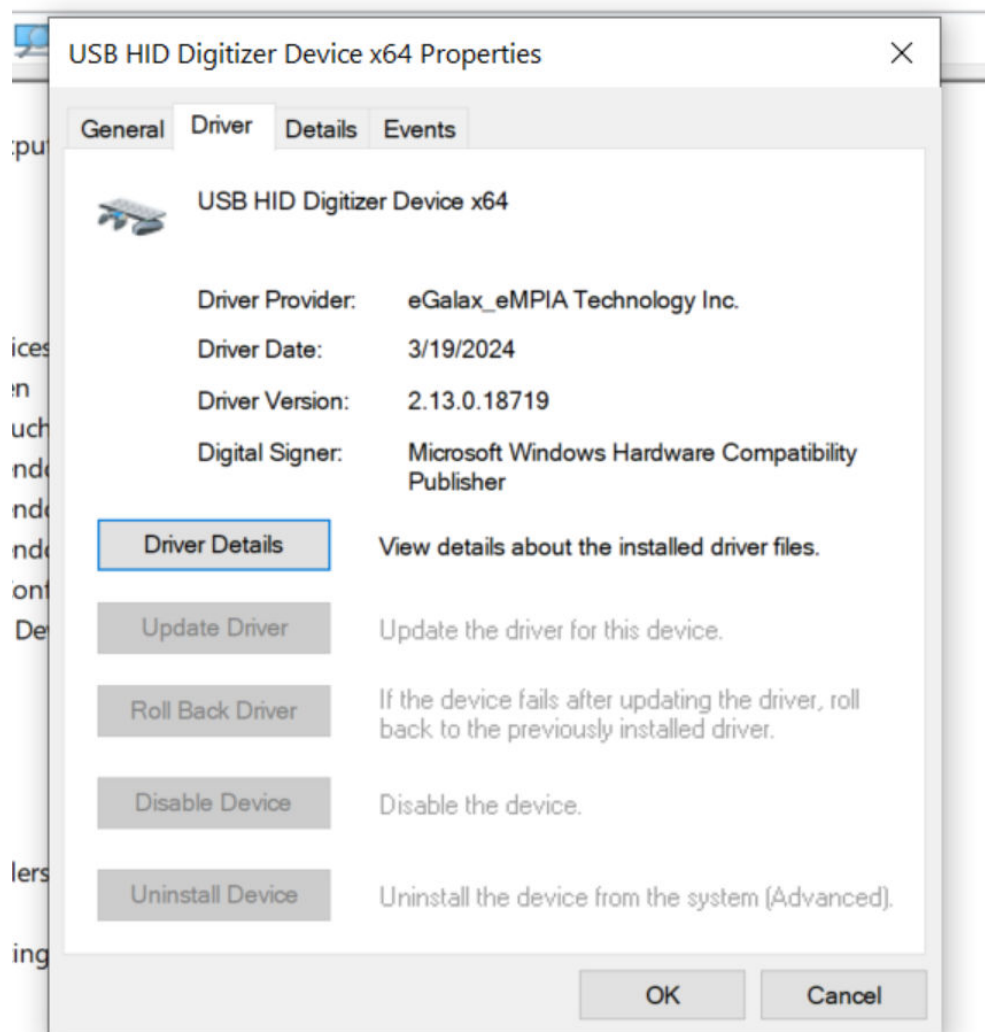 USB HID Digitizer Device x64 Properties
General Driver Details Events
USB HID Digitizer Device x64
Driver Provider: eGalax_eMPIA Technology Inc.
Driver Date: 3/19/2024
Driver Version: 2.13.0.18719
Digital Signer: Microsoft Windows Hardware Compatibility
Publisher
Driver Details View details about the installed driver files.
Update Driver Update the driver for this device.
Roll Back Driver If the device fails after updating the driver, roll
back to the previously installed driver.
Disable Device Disable the device.
Uninstall Device Uninstall the device from the system (Advanced).
OK Cancel